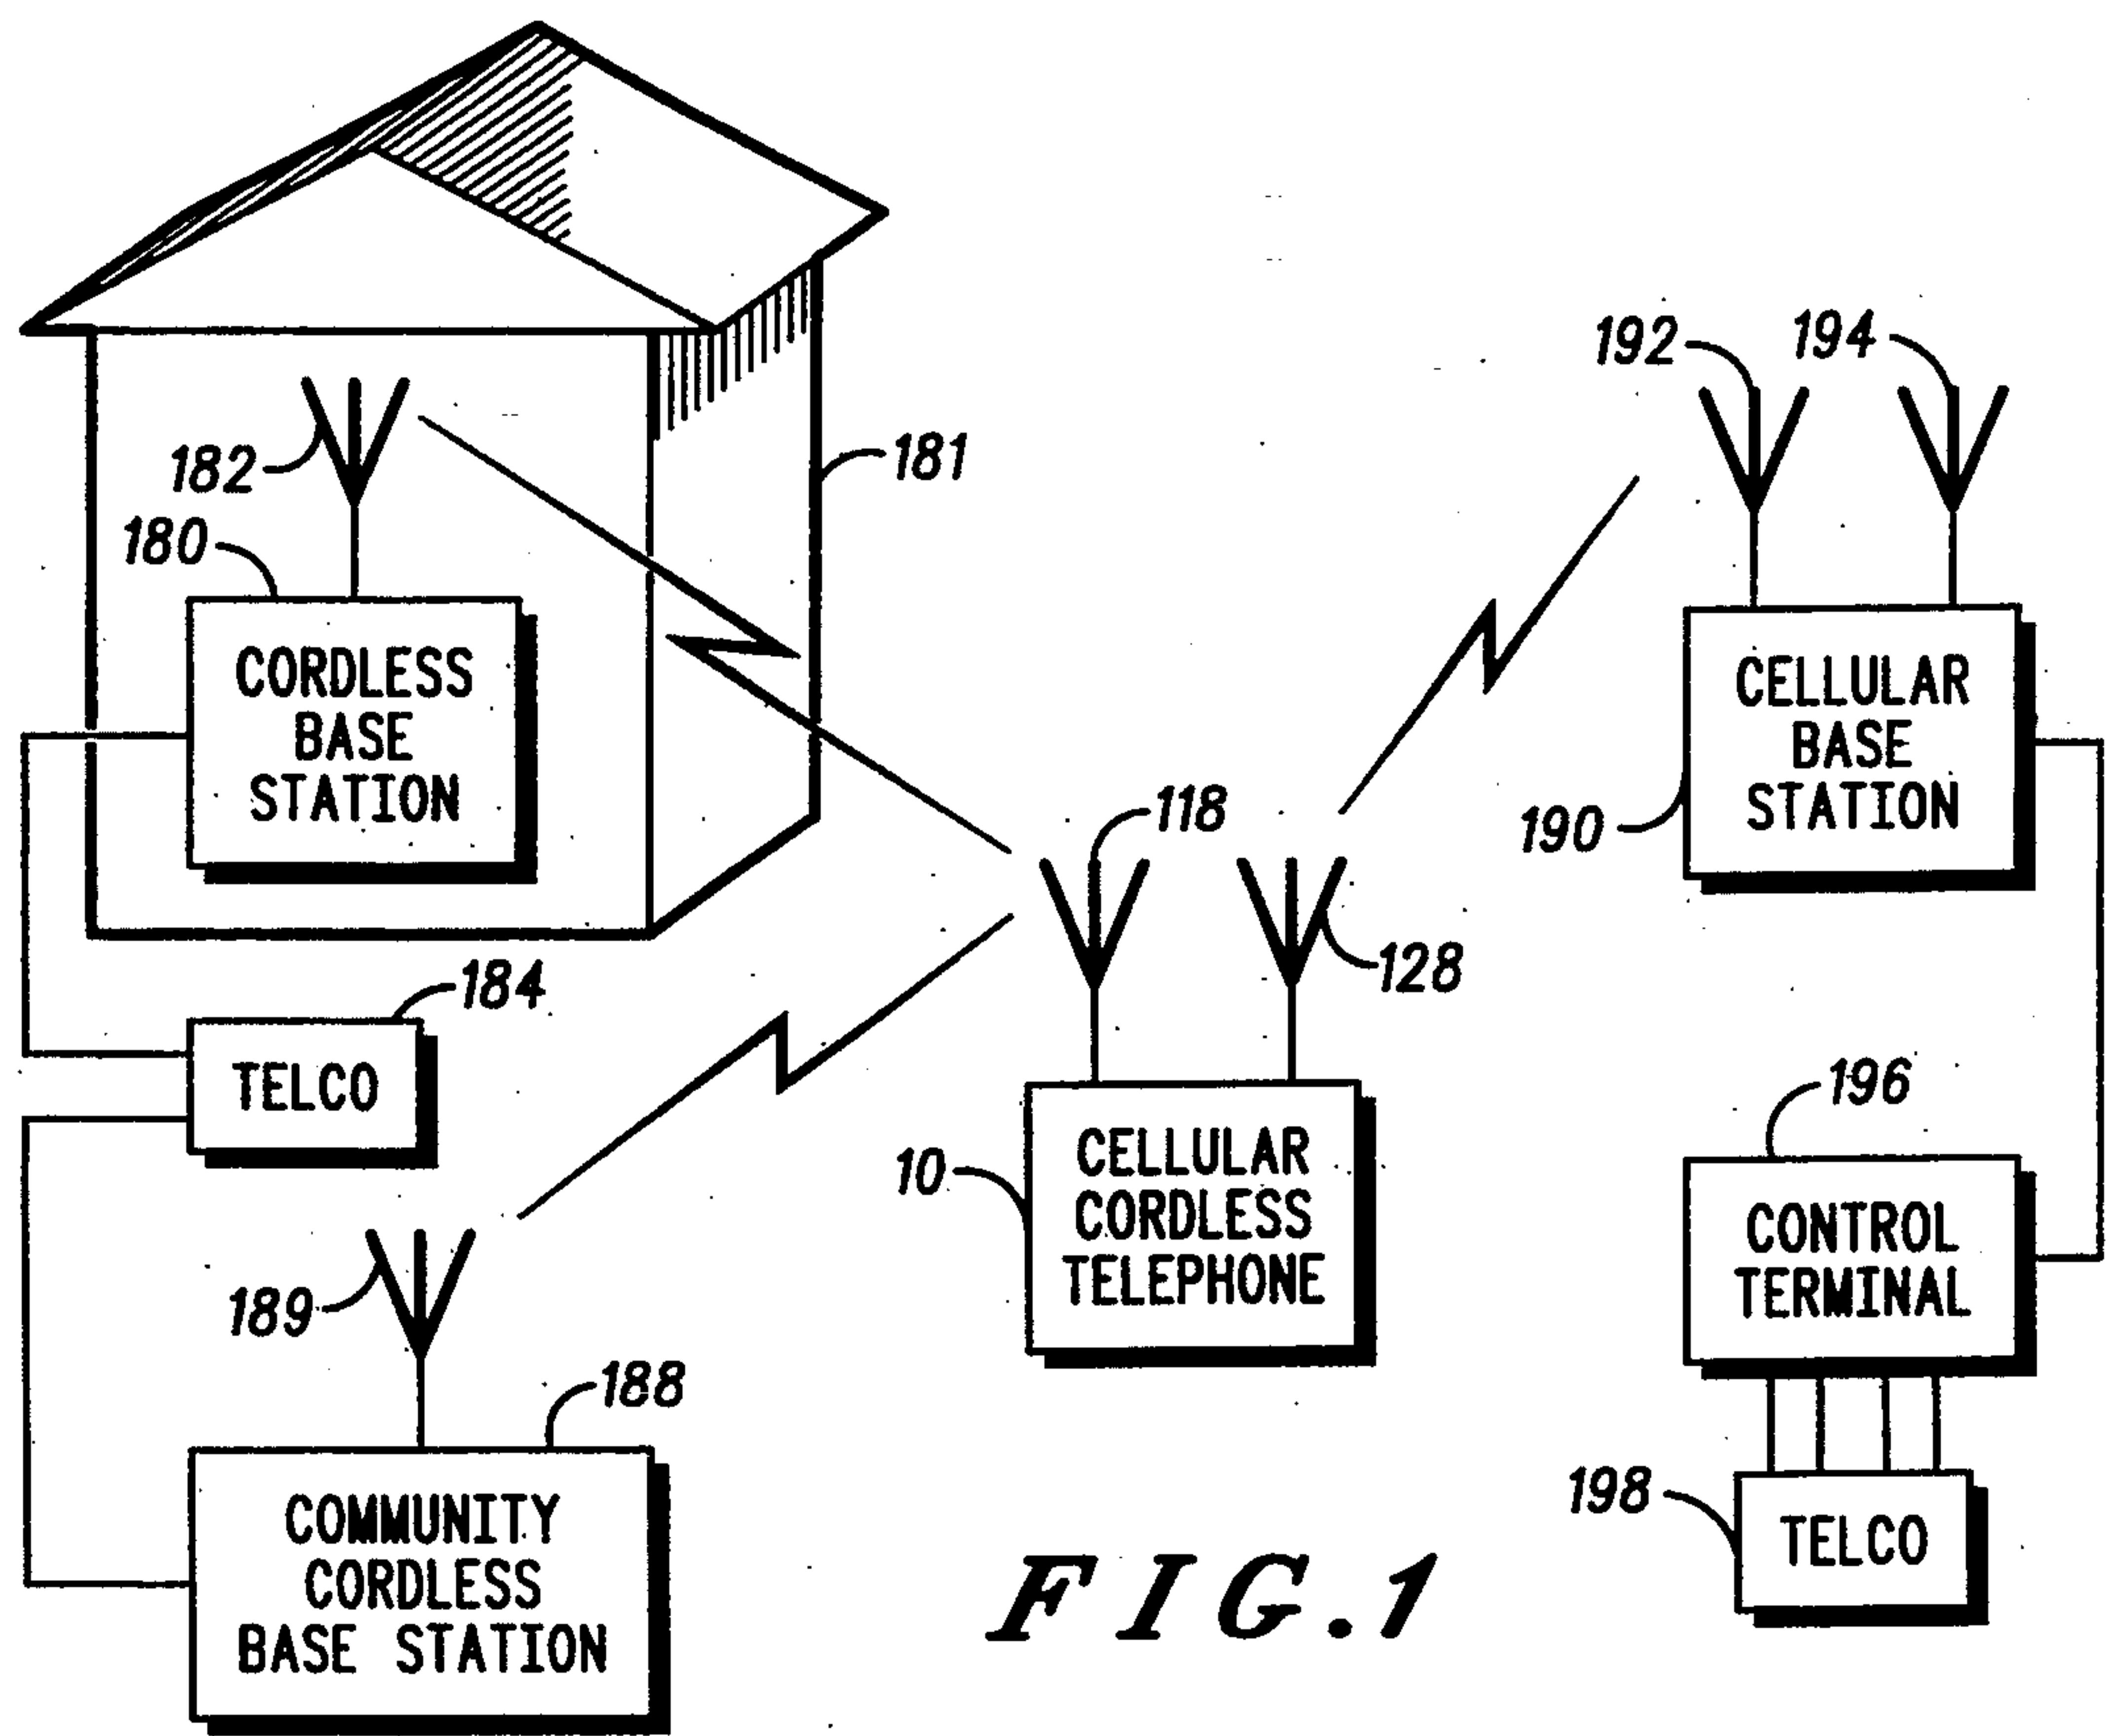 192
194
182
181
180
CORDLESS
BASE
STATION
CELLULAR
BASE
STATION
190
118
128
184
TELCO
10
CELLULAR
CORDLESS
TELEPHONE
196
CONTROL
TERMINAL
189
188
COMMUNITY
CORDLESS
BASE STATION
198
TELCO
FIG.1